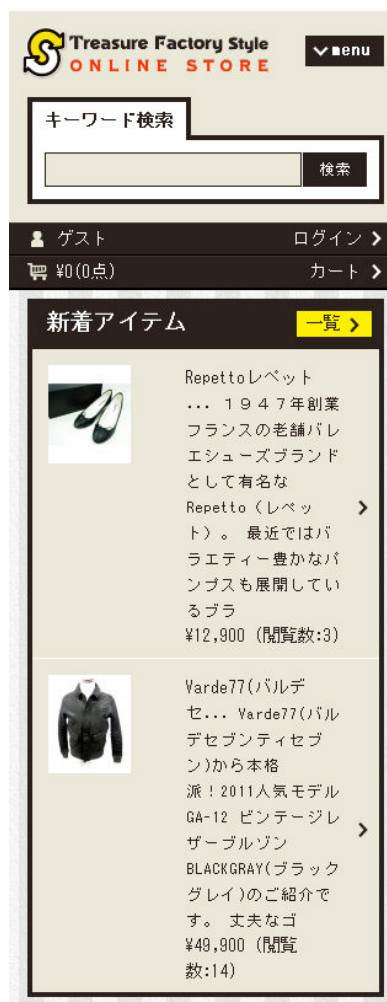 Treasure Factory Style
ONLINE STORE
menu
キーワード検索
検索
ゲスト
ログイン
¥0(0点)
カート
新着アイテム
一覧
Repettoレペット
... 1947年創業
フランスの老舗バレ
エシューズブランド
として有名な
Repetto(レペッ
ト)。 最近ではバ
ラエティー豊かなパ
ンプスも展開してい
るブラ
¥12,900 (閲覧数:3)
Varde77(バルデ
セ... Varde77(バル
デセブンティセブ
ン)から本格
派!2011人気モデル
GA-12 ビンテージレ
ザーブルゾン
BLACKGRAY(ブラック
グレイ)のご紹介で
す。 丈夫なゴ
¥49,900 (閲覧
数:14)